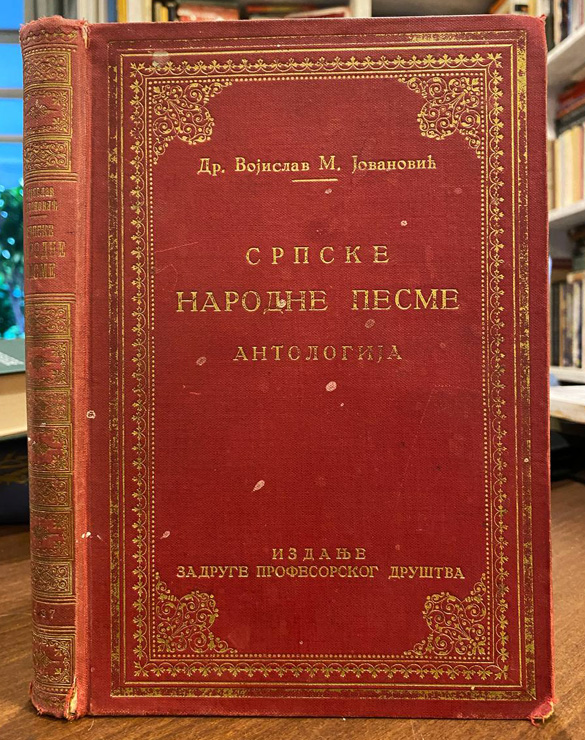 Др. Војислав М. Јовановић
СРПСКЕ
НАРОДНЕ ПЕСМЕ
АНТОЛОГИЈА
ИЗДАЊЕ
ЗАДРУГЕ ПРОФЕСОРСКОГ ДРУШТВА